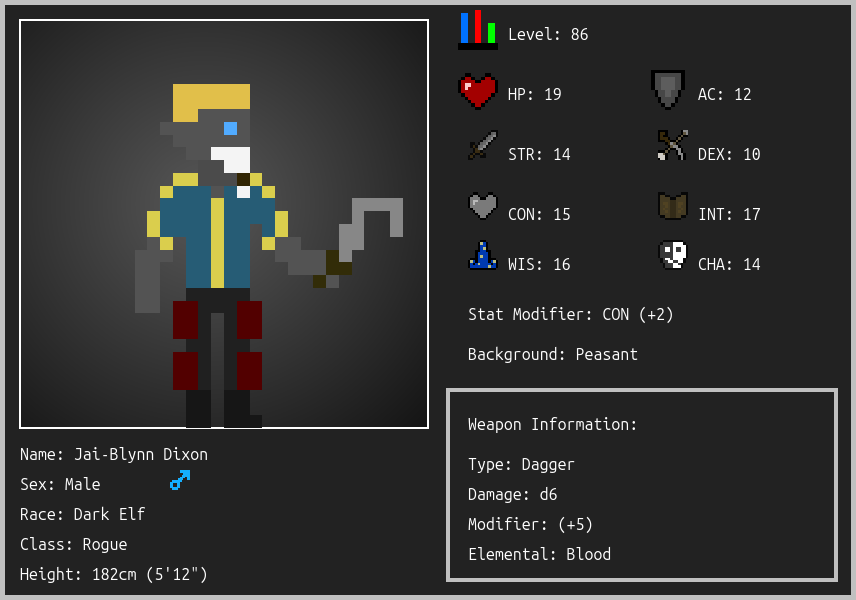 Level: 86
HP: 19
AC: 12
STR: 14
DEX: 10
CON: 15
INT: 17
WIS: 16
CHA: 14
Stat Modifier: CON (+2)
Background: Peasant
Weapon Information:
Type: Dagger
Damage: d6
Modifier: (+5)
Elemental: Blood
Name: Jai-Blynn Dixon
Sex: Male
Race: Dark Elf
Class: Rogue
Height: 182cm (5'12")